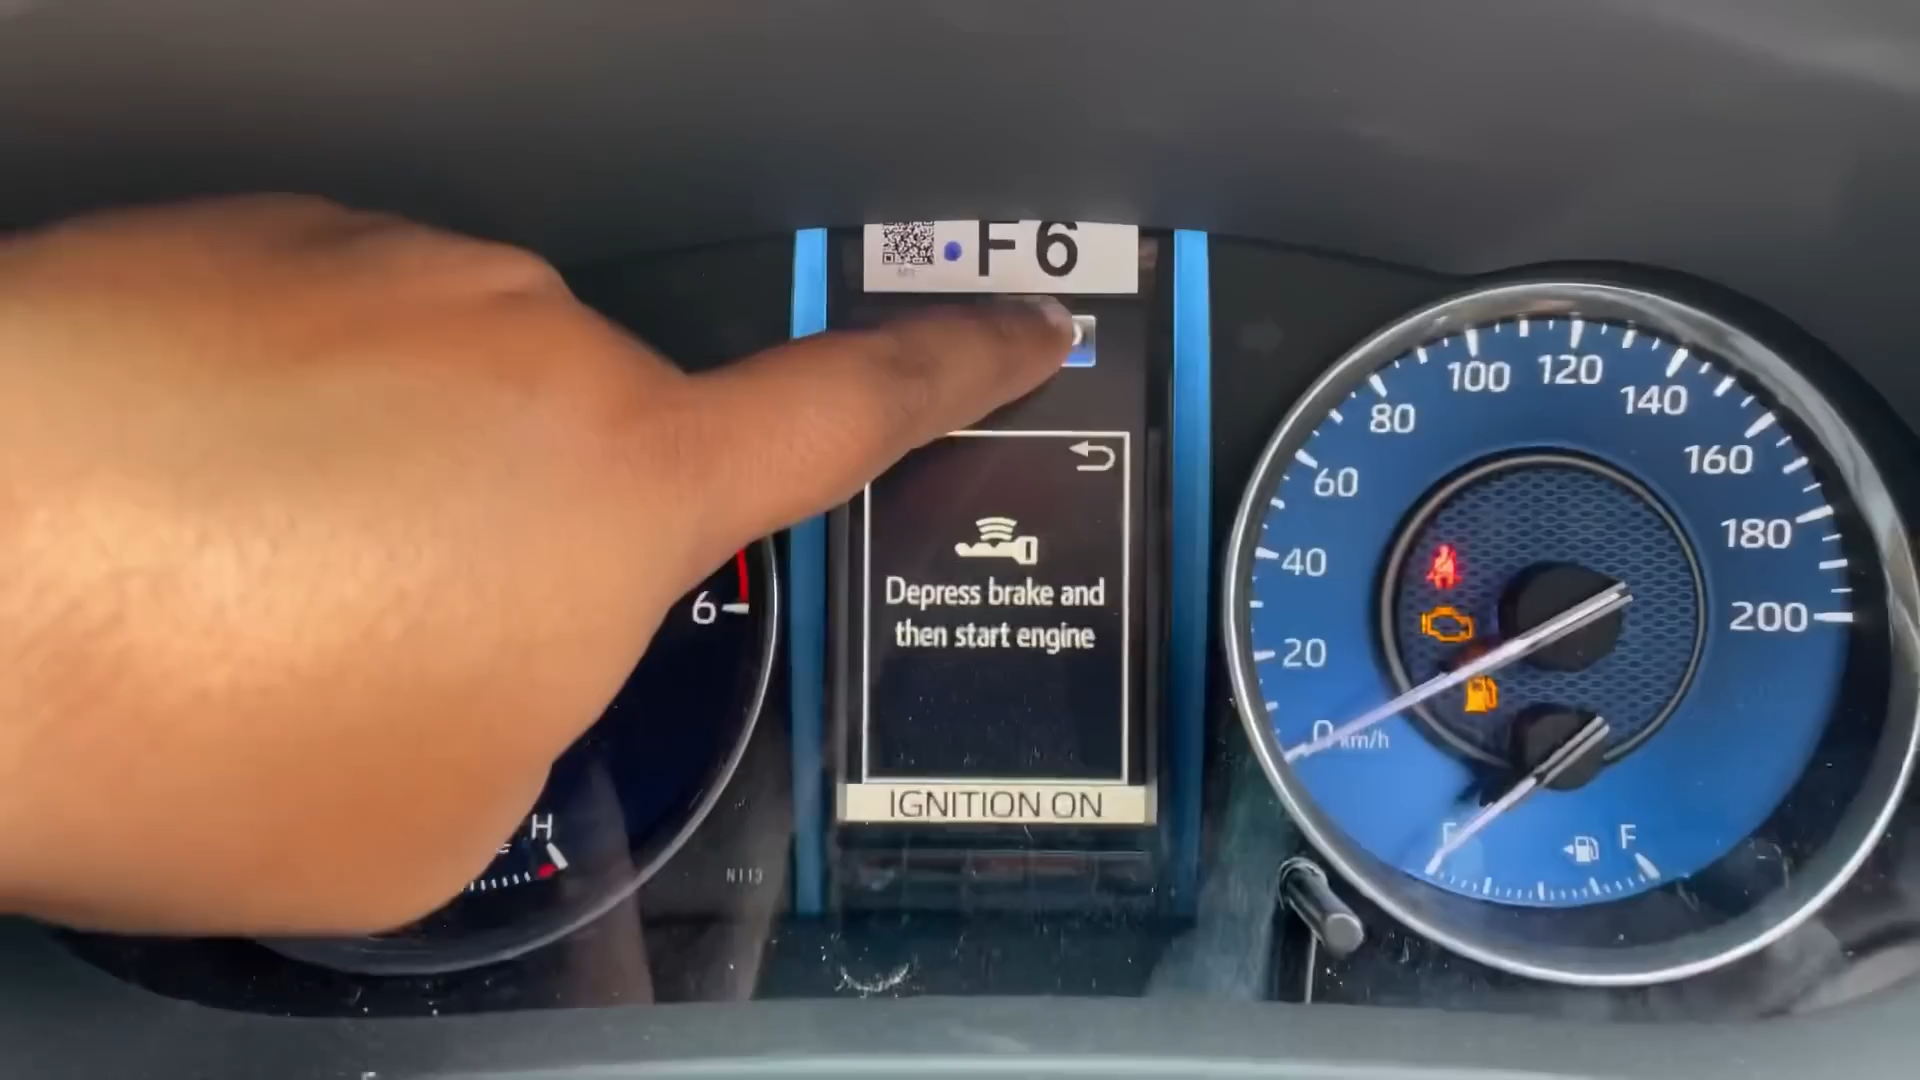 F6
Depress brake and
then start engine
IGNITION ON
6
H
N113
0
20
40
60
80
100
120
140
160
180
200
km/h
F